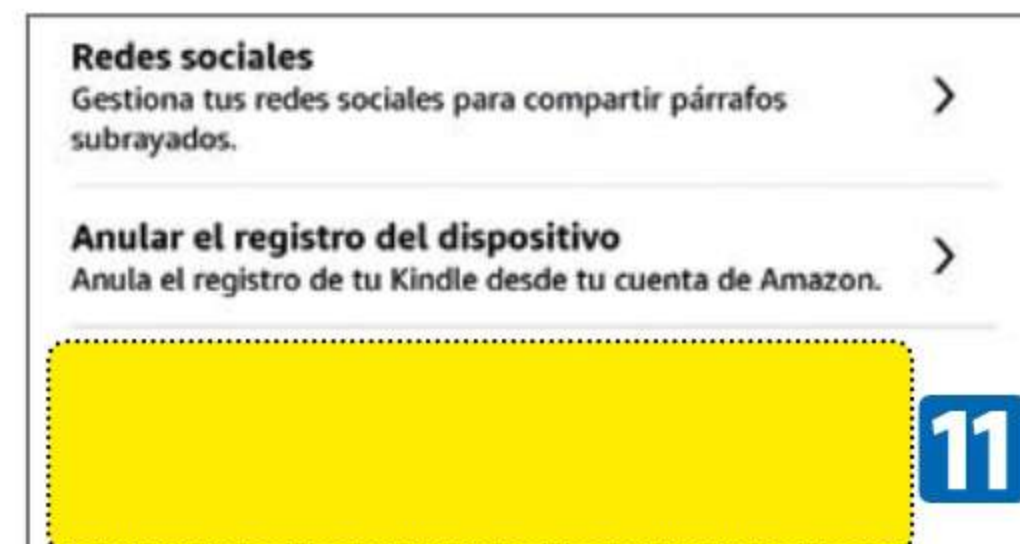 Redes sociales
Gestiona tus redes sociales para compartir párrafos
subrayados.
Anular el registro del dispositivo
Anula el registro de tu Kindle desde tu cuenta de Amazon.
11